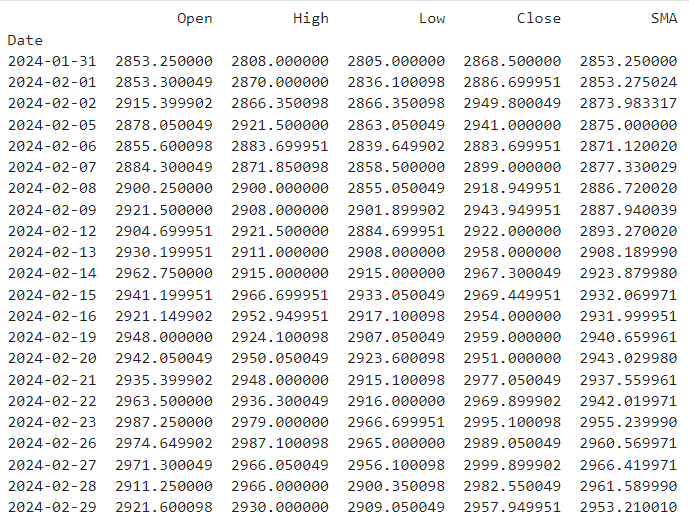 Open High Low Close SMA
Date
2024-01-31 2853.250000 2808.000000 2805.000000 2868.500000 2853.250000
2024-02-01 2853.300049 2870.000000 2836.100098 2886.699951 2853.275024
2024-02-02 2915.399902 2866.350098 2866.350098 2949.800049 2873.983317
2024-02-05 2878.050049 2921.500000 2863.050049 2941.000000 2875.000000
2024-02-06 2855.600098 2883.699951 2839.649902 2883.699951 2871.120020
2024-02-07 2884.300049 2871.850098 2858.500000 2899.000000 2877.330029
2024-02-08 2900.250000 2900.000000 2855.050049 2918.949951 2886.720020
2024-02-09 2921.500000 2908.000000 2901.899902 2943.949951 2887.940039
2024-02-12 2904.699951 2921.500000 2884.699951 2922.000000 2893.270020
2024-02-13 2930.199951 2911.000000 2908.000000 2958.000000 2908.189990
2024-02-14 2962.750000 2915.000000 2915.000000 2967.300049 2923.879980
2024-02-15 2941.199951 2966.699951 2933.050049 2969.449951 2932.069971
2024-02-16 2921.149902 2952.949951 2917.100098 2954.000000 2931.999951
2024-02-19 2948.000000 2924.100098 2907.050049 2959.000000 2940.659961
2024-02-20 2942.050049 2950.050049 2923.600098 2951.000000 2943.029980
2024-02-21 2935.399902 2948.000000 2915.100098 2977.050049 2937.559961
2024-02-22 2963.500000 2936.300049 2916.000000 2969.899902 2942.019971
2024-02-23 2987.250000 2979.000000 2966.699951 2995.100098 2955.239990
2024-02-26 2974.649902 2987.100098 2965.000000 2989.050049 2960.569971
2024-02-27 2971.300049 2966.050049 2956.100098 2999.899902 2966.419971
2024-02-28 2911.250000 2966.000000 2900.350098 2982.550049 2961.589990
2024-02-29 2921.600098 2930.000000 2909.050049 2957.949951 2953.210010